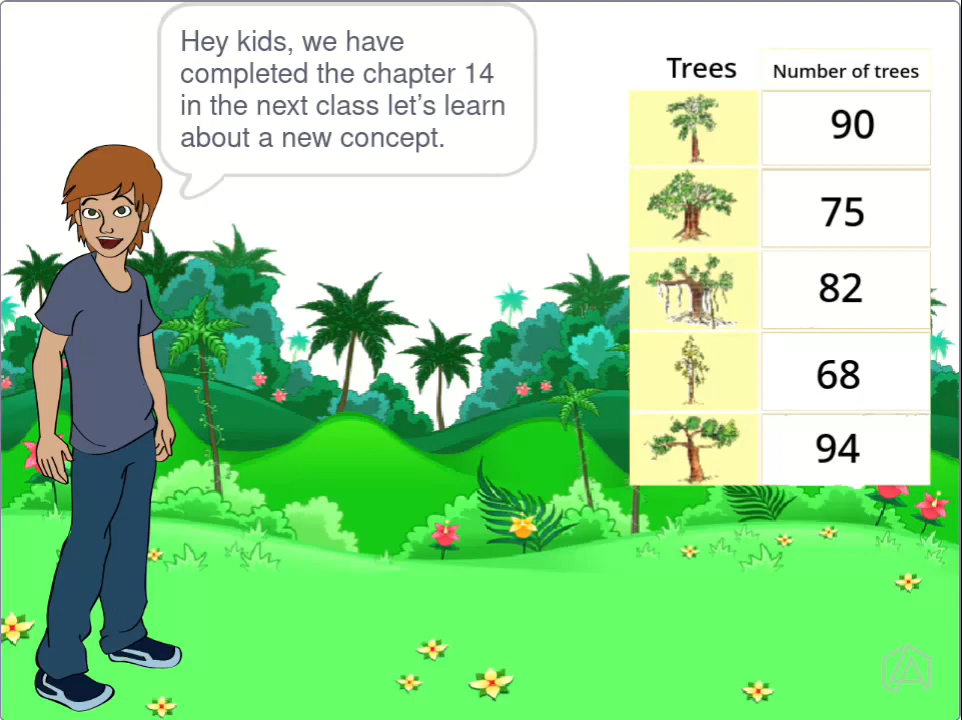 Hey kids, we have
completed the chapter 14
in the next class let’s learn
about a new concept.
Trees Number of trees
90
75
82
68
94